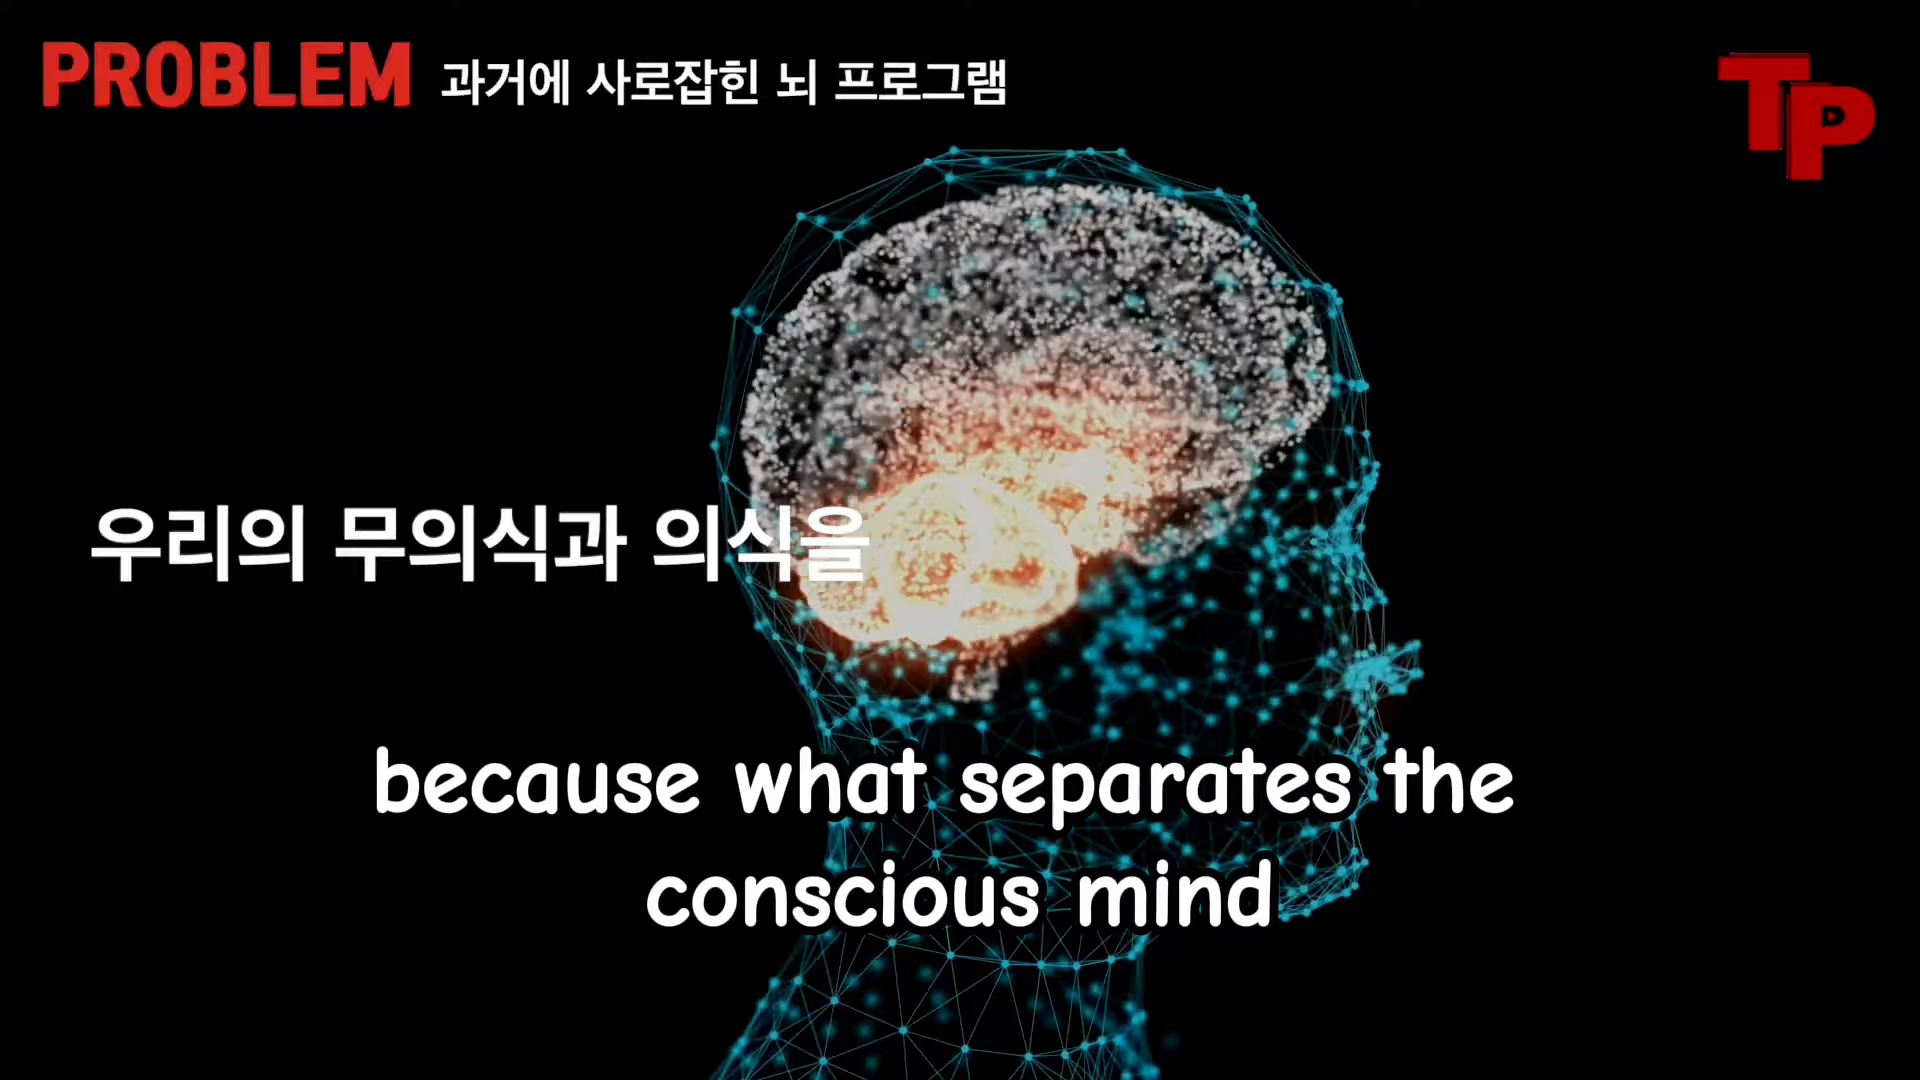 PROBLEM 과거에 사로잡힌 뇌 프로그램
TP
우리의 무의식과 의식을
because what separates the
conscious mind